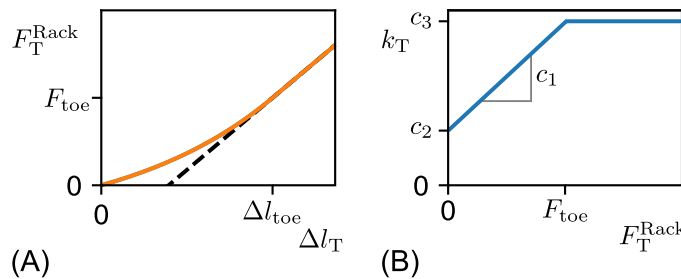 F_T^Rack
F_toe
0
0
Δl_toe
Δl_T
(A)
c_3
k_T
c_1
c_2
0
0
F_toe
F_T^Rack
(B)